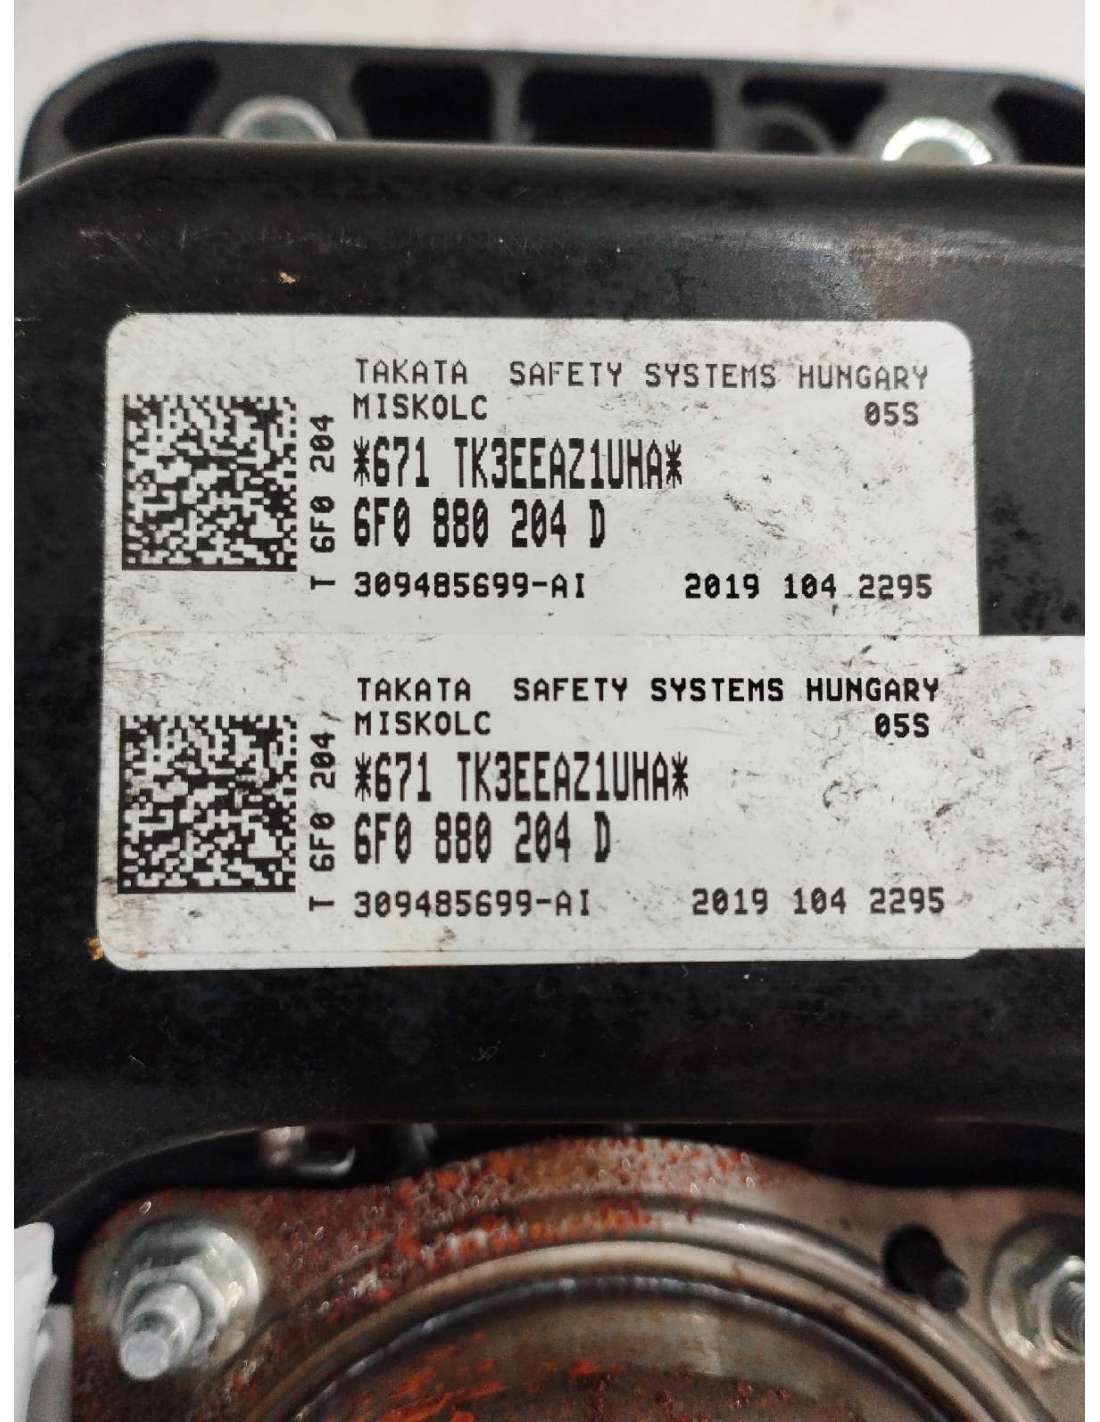 TAKATA SAFETY SYSTEMS HUNGARY
MISKOLC 05S
*671 TK3EEAZ1UHA*
6F0 880 204 D
T 309485699-AI 2019 104 2295
6F0 204
TAKATA SAFETY SYSTEMS HUNGARY
MISKOLC 05S
*671 TK3EEAZ1UHA*
6F0 880 204 D
T 309485699-AI 2019 104 2295
6F0 204